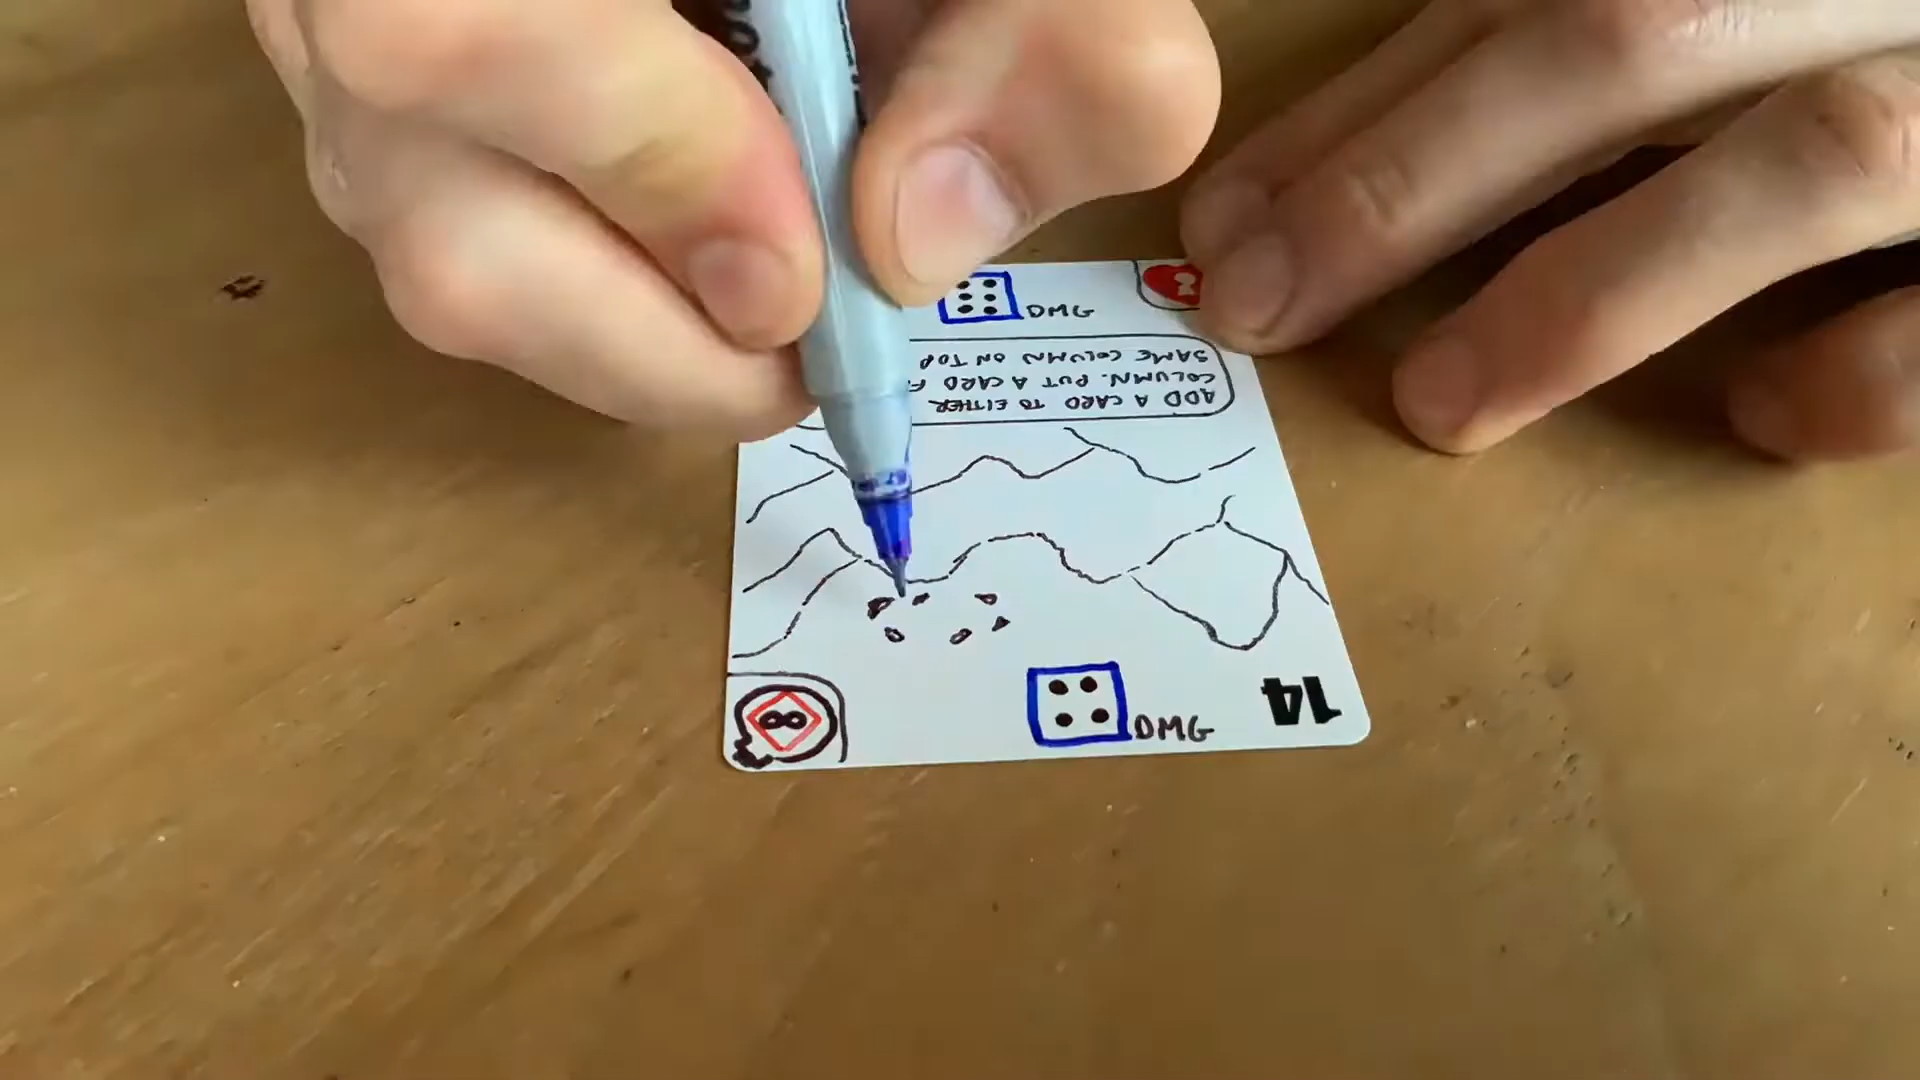 DMG
ADD A CARD TO EITHER
COLUMN. PUT A CARD
SAME COLUMN ON TOP
DMG
14